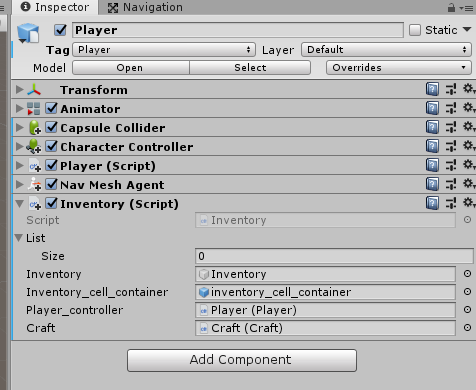 Inspector Navigation
Player Static
Tag Player Layer Default
Model Open Select Overrides
Transform
Animator
Capsule Collider
Character Controller
Player (Script)
Nav Mesh Agent
Inventory (Script)
Script Inventory
List
Size 0
Inventory Inventory
Inventory_cell_container inventory_cell_container
Player_controller Player (Player)
Craft Craft (Craft)
Add Component